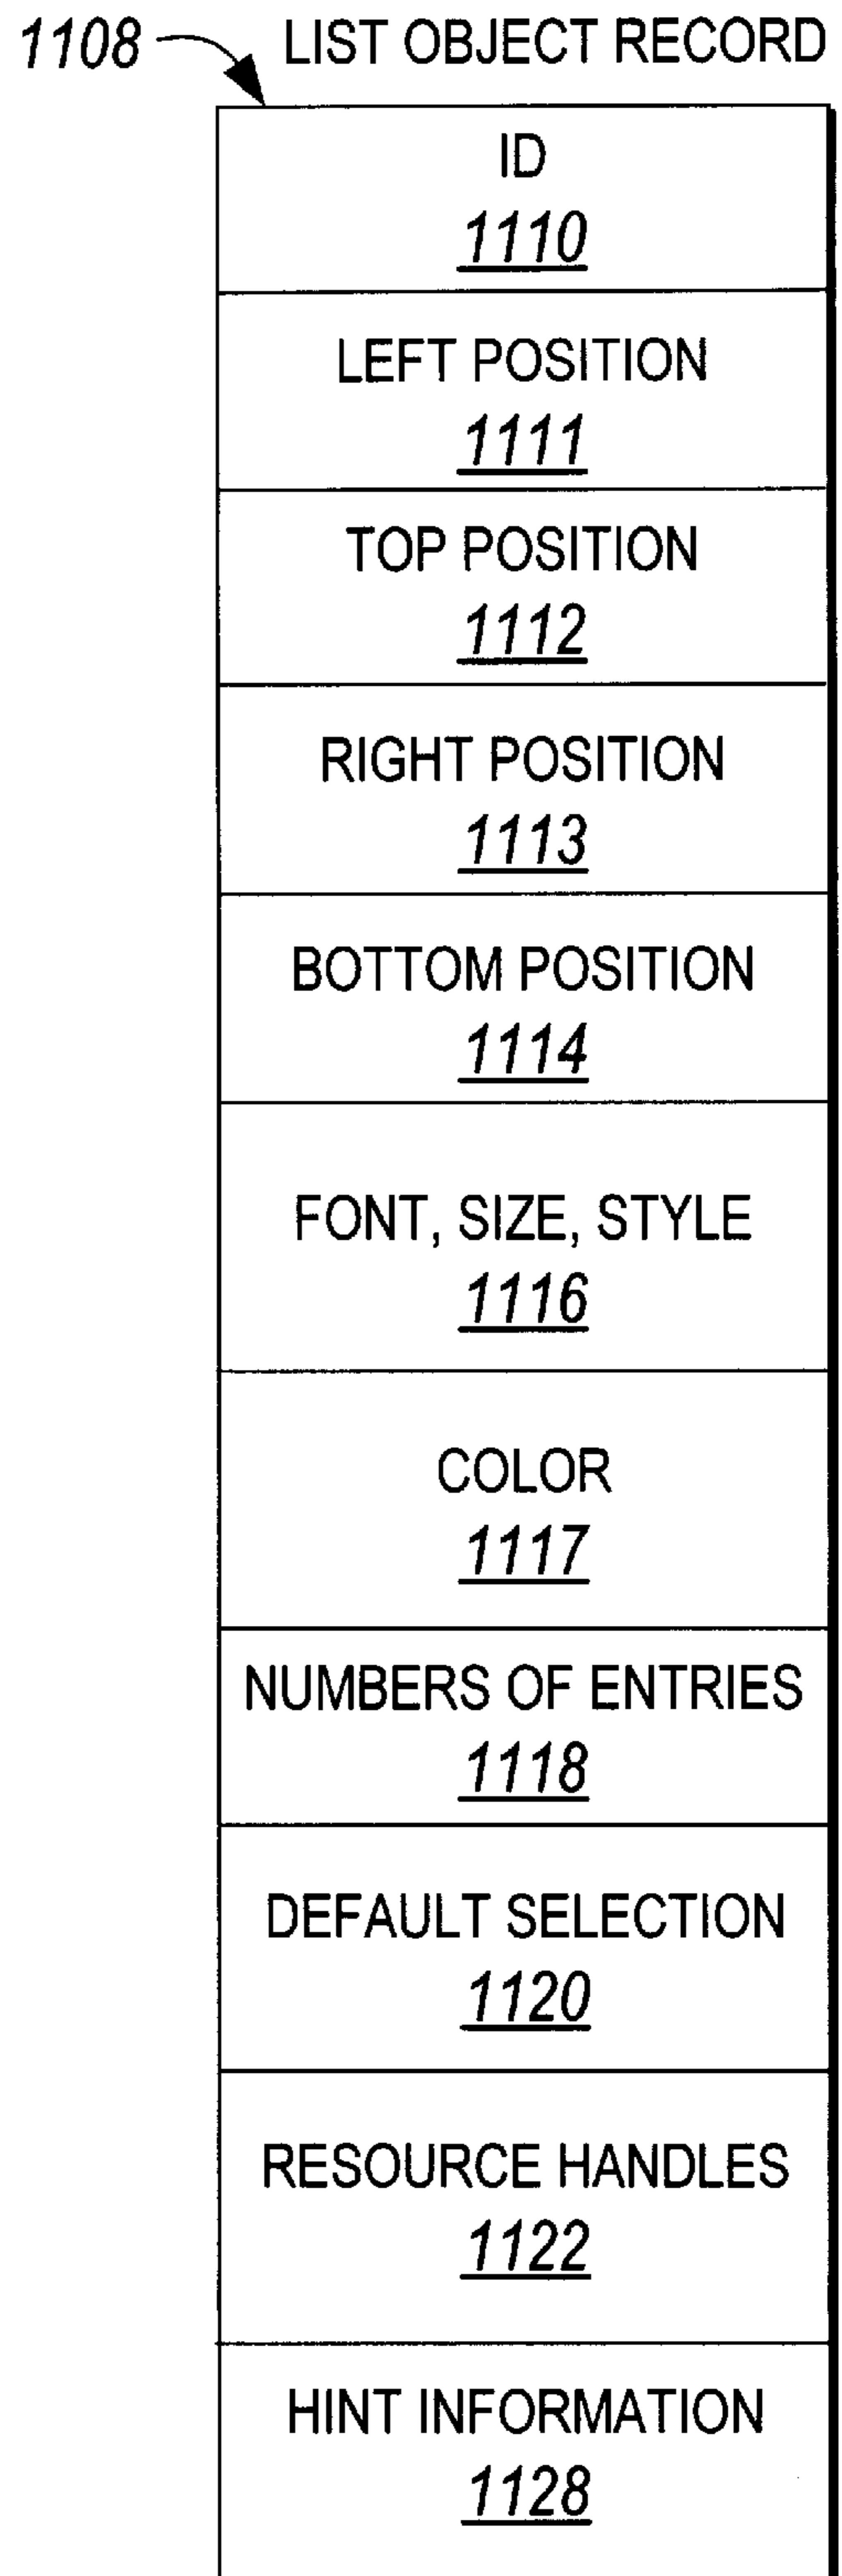 1108 LIST OBJECT RECORD
ID
1110
LEFT POSITION
1111
TOP POSITION
1112
RIGHT POSITION
1113
BOTTOM POSITION
1114
FONT, SIZE, STYLE
1116
COLOR
1117
NUMBERS OF ENTRIES
1118
DEFAULT SELECTION
1120
RESOURCE HANDLES
1122
HINT INFORMATION
1128